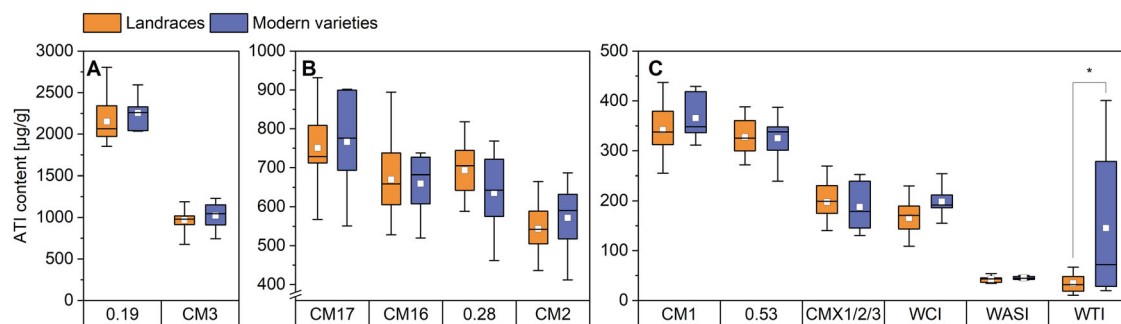 Landraces Modern varieties
ATI content [µg/g]
A
3000
2500
2000
1500
1000
500
0
0.19 CM3
B
1000
900
800
700
600
500
400
CM17 CM16 0.28 CM2
C
500
400
300
200
100
0
*
CM1 0.53 CMX1/2/3 WCI WASI WTI